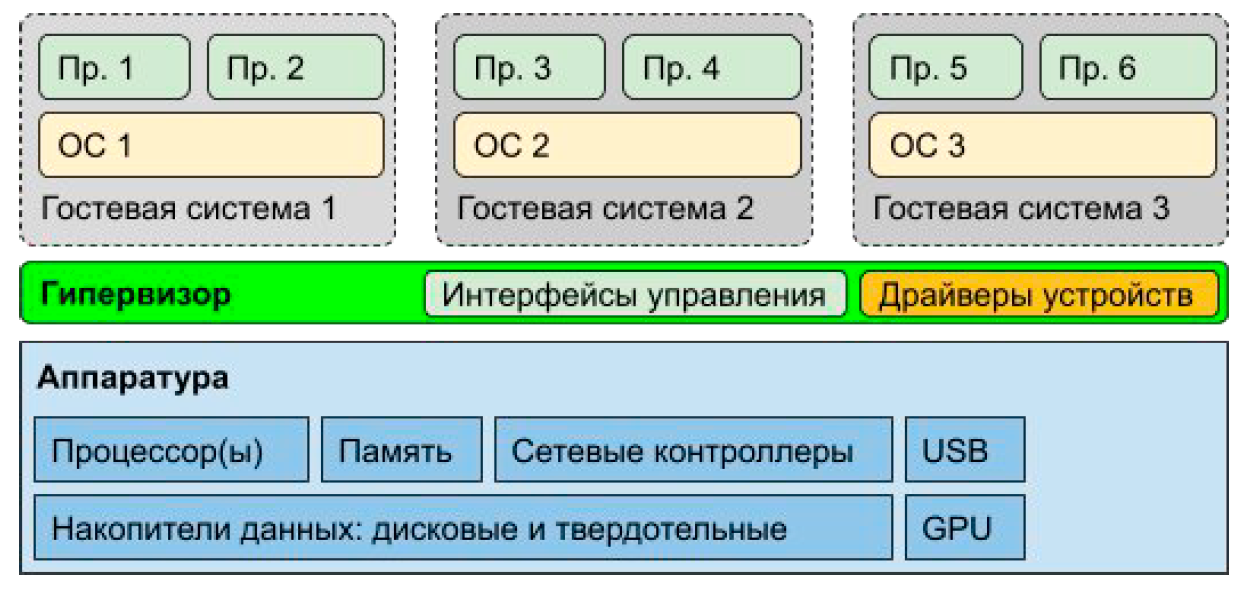 Пр. 1 Пр. 2 Пр. 3 Пр. 4 Пр. 5 Пр. 6
ОС 1 ОС 2 ОС 3
Гостевая система 1 Гостевая система 2 Гостевая система 3
Гипервизор Интерфейсы управления Драйверы устройств
Аппаратура
Процессор(ы) Память Сетевые контроллеры USB
Накопители данных: дисковые и твердотельные GPU